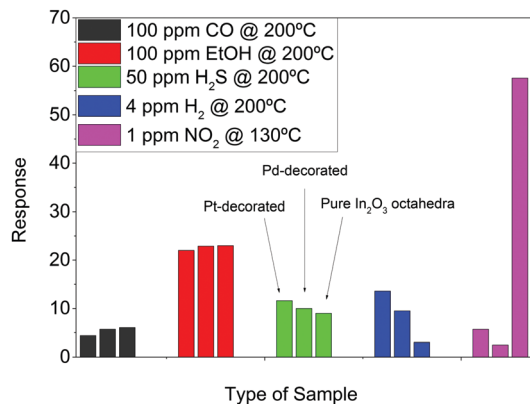 70
60
50
40
30
20
10
0
Response
100 ppm CO @ 200ºC
100 ppm EtOH @ 200ºC
50 ppm H₂S @ 200ºC
4 ppm H₂ @ 200ºC
1 ppm NO₂ @ 130ºC
Pd-decorated
Pt-decorated
Pure In₂O₃ octahedra
Type of Sample